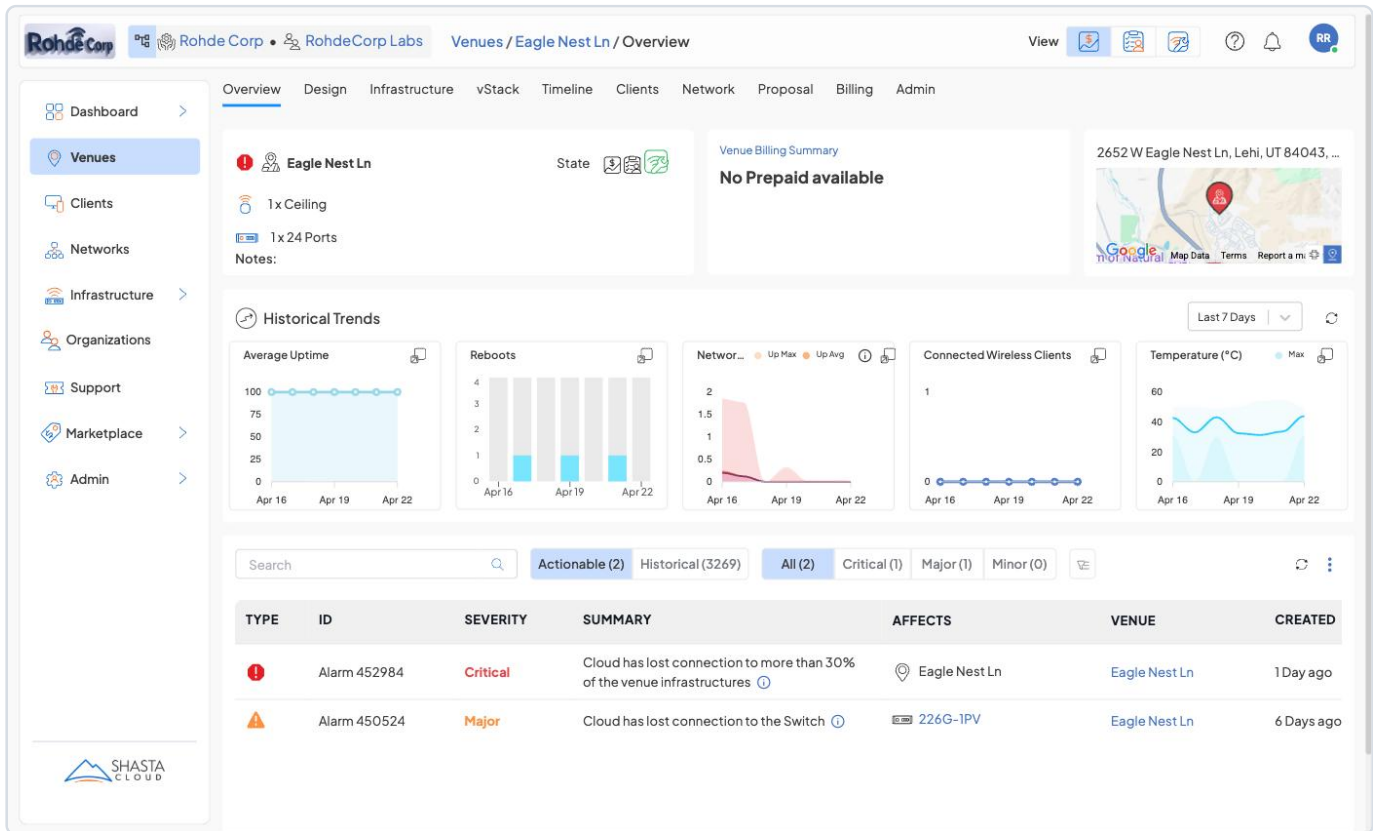 Rohde Corp
Rohde Corp • RohdeCorp Labs
Venues / Eagle Nest Ln / Overview
View
RR
Dashboard
Venues
Clients
Networks
Infrastructure
Organizations
Support
Marketplace
Admin
SHASTA
CLOUD
Overview Design Infrastructure vStack Timeline Clients Network Proposal Billing Admin
Eagle Nest Ln
State
1 x Ceiling
1 x 24 Ports
Notes:
Venue Billing Summary
No Prepaid available
2652 W Eagle Nest Ln, Lehi, UT 84043, ...
Google
Map Data Terms Report a m
Historical Trends
Last 7 Days
Average Uptime
100
75
50
25
0
Apr 16 Apr 19 Apr 22
Reboots
4
3
2
1
0
Apr 16 Apr 19 Apr 22
Networ... Up Max Up Avg
2
1.5
1
0.5
0
Apr 16 Apr 19 Apr 22
Connected Wireless Clients
1
0
Apr 16 Apr 19 Apr 22
Temperature (°C) Max
60
40
20
0
Apr 16 Apr 19 Apr 22
Search
Actionable (2) Historical (3269)
All (2) Critical (1) Major (1) Minor (0)
TYPE ID SEVERITY SUMMARY AFFECTS VENUE CREATED
Alarm 452984 Critical Cloud has lost connection to more than 30% Eagle Nest Ln Eagle Nest Ln 1 Day ago
of the venue infrastructures
Alarm 450524 Major Cloud has lost connection to the Switch 226G-1PV Eagle Nest Ln 6 Days ago